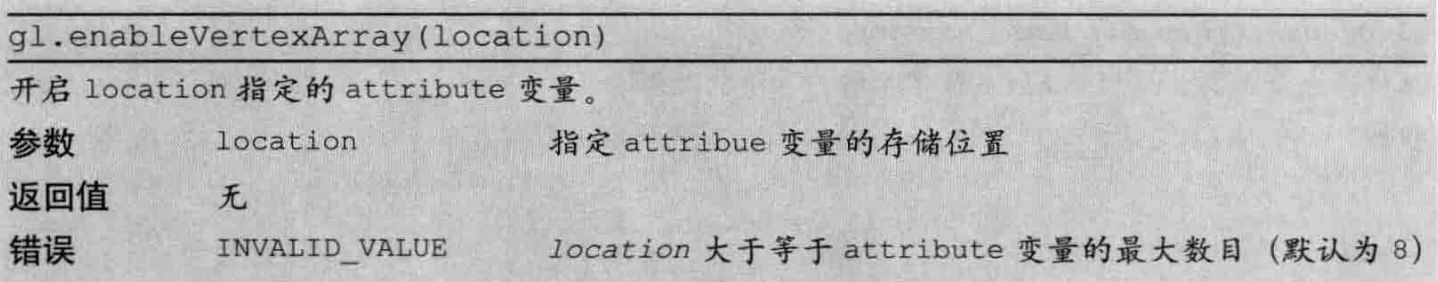 gl.enableVertexArray(location)
开启 location 指定的 attribute 变量。
参数 location 指定 attribue 变量的存储位置
返回值 无
错误 INVALID_VALUE location 大于等于 attribute 变量的最大数目（默认为 8）